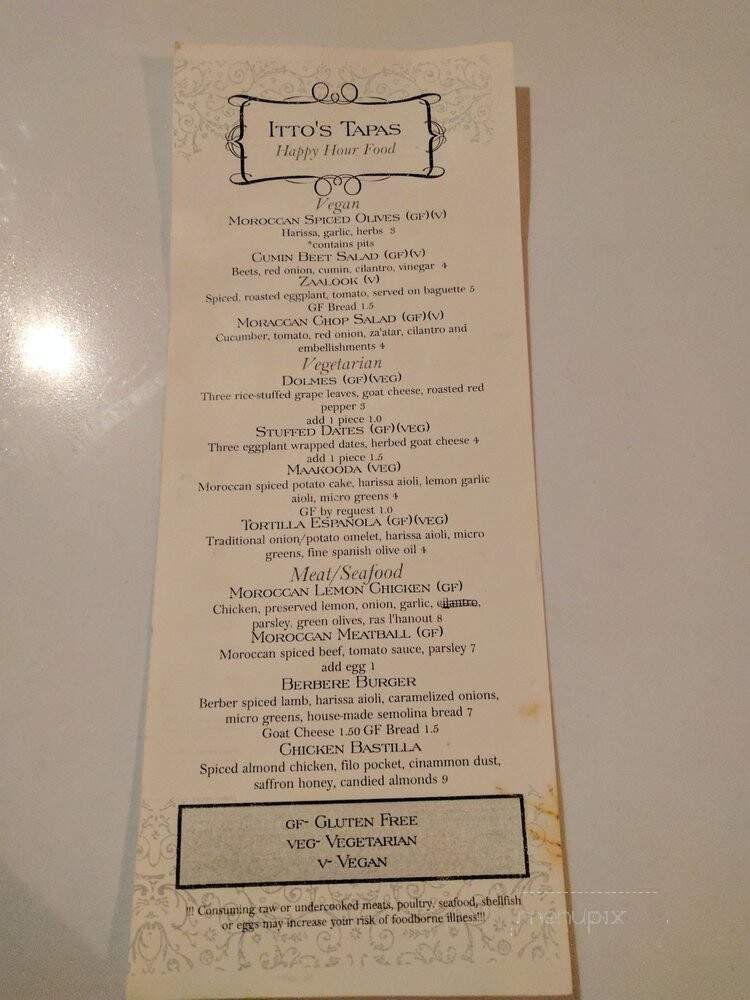 ITTO'S TAPAS
Happy Hour Food
Vegan
MOROCCAN SPICED OLIVES (GF)(V)
Harissa, garlic, herbs 3
*contains pits
CUMIN BEET SALAD (GF)(V)
Beets, red onion, cumin, cilantro, vinegar 4
ZAALOOK (V)
Spiced, roasted eggplant, tomato, served on baguette 5
GF Bread 1.5
MORACCAN CHOP SALAD (GF)(V)
Cucumber, tomato, red onion, za'atar, cilantro and
embellishments 4
Vegetarian
DOLMES (GF)(VEG)
Three rice-stuffed grape leaves, goat cheese, roasted red
pepper 3
add 1 piece 1.0
STUFFED DATES (GF)(VEG)
Three eggplant wrapped dates, herbed goat cheese 4
add 1 piece 1.5
MAAKOODA (VEG)
Moroccan spiced potato cake, harissa aioli, lemon garlic
aioli, micro greens 4
GF by request 1.0
TORTILLA ESPAÑOLA (GF)(VEG)
Traditional onion/potato omelet, harissa aioli, micro
greens, fine spanish olive oil 4
Meat/Seafood
MOROCCAN LEMON CHICKEN (GF)
Chicken, preserved lemon, onion, garlic, cilantro,
parsley, green olives, ras l'hanout 8
MOROCCAN MEATBALL (GF)
Moroccan spiced beef, tomato sauce, parsley 7
add egg 1
BERBERE BURGER
Berber spiced lamb, harissa aioli, caramelized onions,
micro greens, house-made semolina bread 7
Goat Cheese 1.50 GF Bread 1.5
CHICKEN BASTILLA
Spiced almond chicken, filo pocket, cinammon dust,
saffron honey, candied almonds 9
GF- GLUTEN FREE
VEG- VEGETARIAN
V- VEGAN
!!! Consuming raw or undercooked meats, poultry, seafood, shellfish
or eggs may increase your risk of foodborne illness!!!
menupix